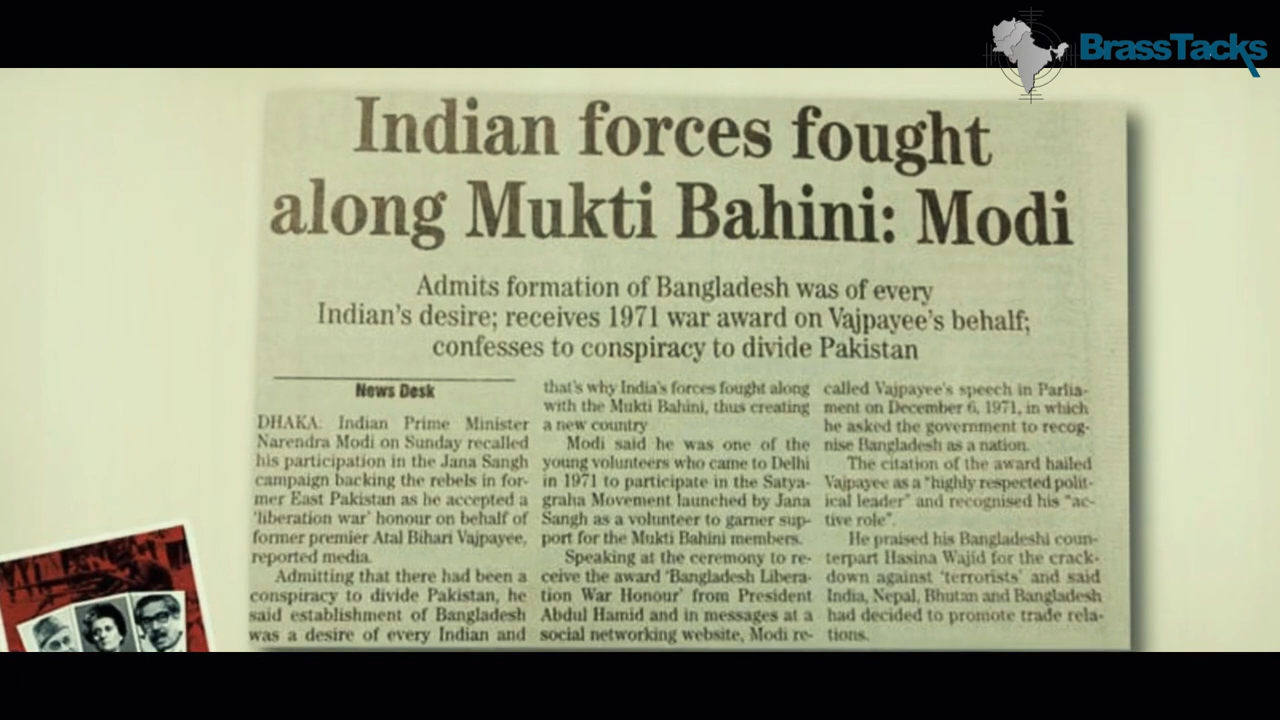 BrassTacks
Indian forces fought
along Mukti Bahini: Modi
Admits formation of Bangladesh was of every
Indian's desire; receives 1971 war award on Vajpayee's behalf;
confesses to conspiracy to divide Pakistan
News Desk
DHAKA: Indian Prime Minister
Narendra Modi on Sunday recalled
his participation in the Jana Sangh
campaign backing the rebels in for-
mer East Pakistan as he accepted a
'liberation war' honour on behalf of
former premier Atal Bihari Vajpayee,
reported media.
Admitting that there had been a
conspiracy to divide Pakistan, he
said establishment of Bangladesh
was a desire of every Indian and
that's why India's forces fought along
with the Mukti Bahini, thus creating
a new country
Modi said he was one of the
young volunteers who came to Delhi
in 1971 to participate in the Satya-
graha Movement launched by Jana
Sangh as a volunteer to garner sup-
port for the Mukti Bahini members.
Speaking at the ceremony to re-
ceive the award 'Bangladesh Libera-
tion War Honour' from President
Abdul Hamid and in messages at a
social networking website, Modi re-
called Vajpayee's speech in Parlia-
ment on December 6, 1971, in which
he asked the government to recog-
nise Bangladesh as a nation.
The citation of the award hailed
Vajpayee as a "highly respected polit-
ical leader" and recognised his "ac-
tive role".
He praised his Bangladeshi coun-
terpart Hasina Wajid for the crack-
down against 'terrorists' and said
India, Nepal, Bhutan and Bangladesh
had decided to promote trade rela-
tions.